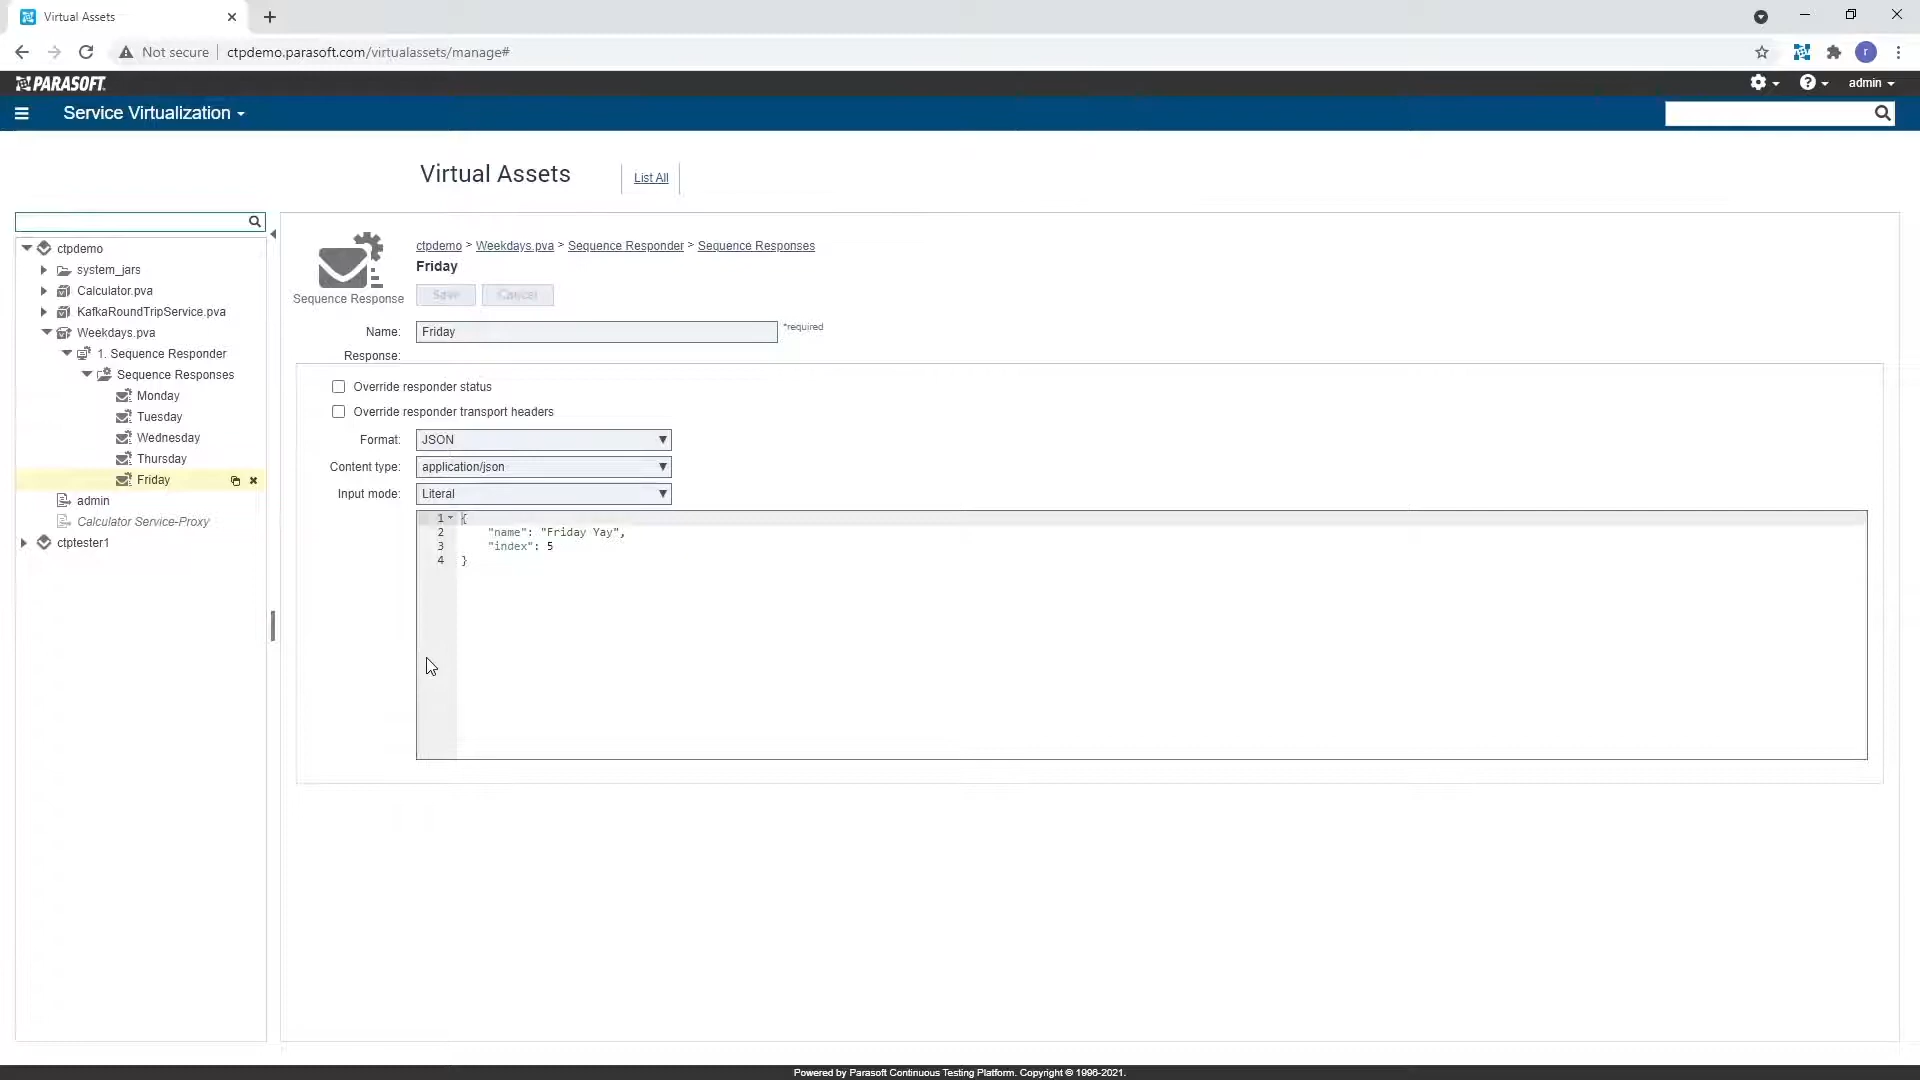 Virtual Assets
Not secure
ctpdemo.parasoft.com/virtualassets/manage#
r
PARASOFT.
admin
Service Virtualization
Virtual Assets
List All
ctpdemo
system_jars
Calculator.pva
KafkaRoundTripService.pva
Weekdays.pva
1. Sequence Responder
Sequence Responses
Monday
Tuesday
Wednesday
Thursday
Friday
admin
Calculator Service-Proxy
ctptester1
Sequence Response
ctpdemo > Weekdays.pva > Sequence Responder > Sequence Responses
Friday
Save Cancel
Name: Friday *required
Response:
Override responder status
Override responder transport headers
Format: JSON
Content type: application/json
Input mode: Literal
1 {
2 "name": "Friday Yay",
3 "index": 5
4 }
Powered by Parasoft Continuous Testing Platform. Copyright © 1996-2021.